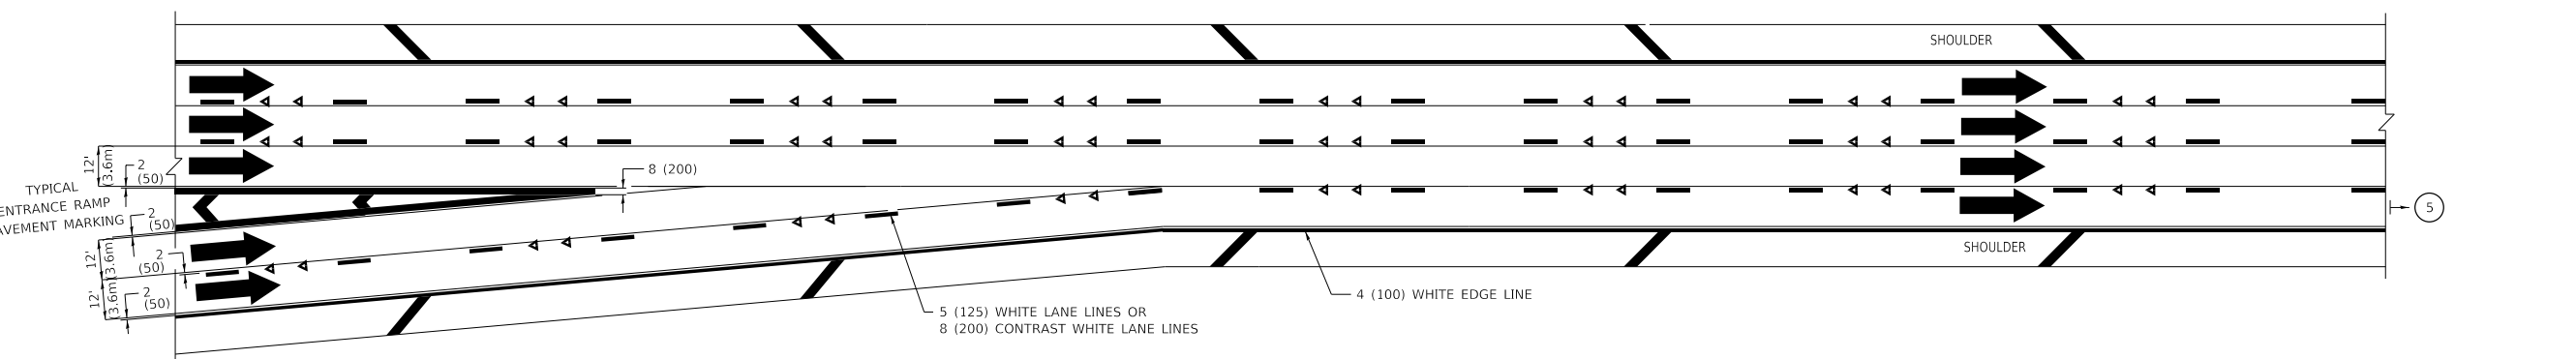 SHOULDER
12'
(3.6m)
2
(50)
8 (200)
TYPICAL
ENTRANCE RAMP
PAVEMENT MARKING
2
(50)
5
SHOULDER
12'
(3.6m)
2
(50)
12'
(3.6m)
2
(50)
4 (100) WHITE EDGE LINE
5 (125) WHITE LANE LINES OR
8 (200) CONTRAST WHITE LANE LINES